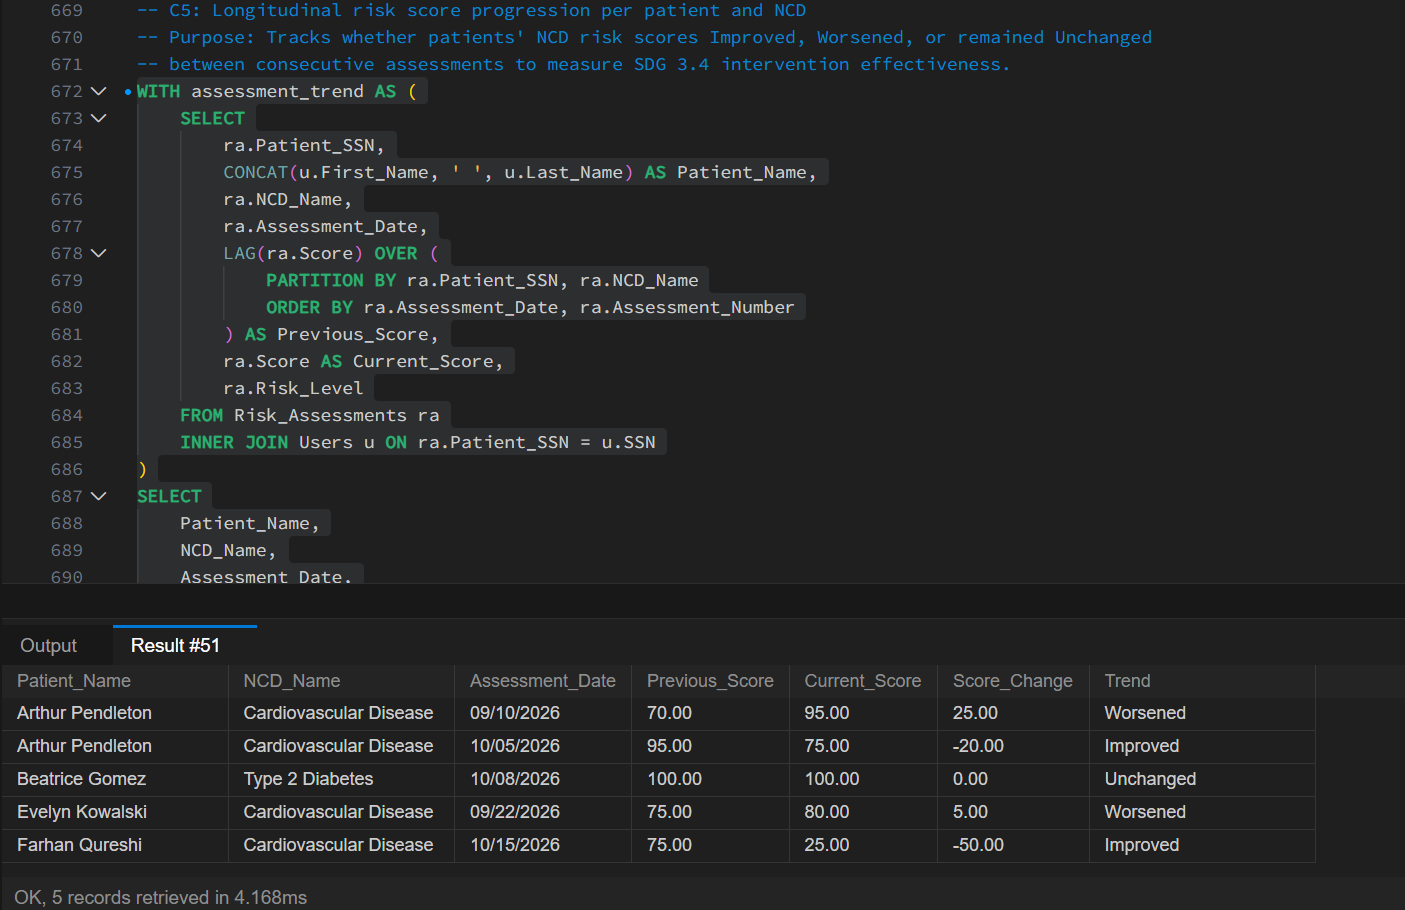 669 -- C5: Longitudinal risk score progression per patient and NCD
670 -- Purpose: Tracks whether patients' NCD risk scores Improved, Worsened, or remained Unchanged
671 -- between consecutive assessments to measure SDG 3.4 intervention effectiveness.
672 WITH assessment_trend AS (
673 SELECT
674 ra.Patient_SSN,
675 CONCAT(u.First_Name, ' ', u.Last_Name) AS Patient_Name,
676 ra.NCD_Name,
677 ra.Assessment_Date,
678 LAG(ra.Score) OVER (
679 PARTITION BY ra.Patient_SSN, ra.NCD_Name
680 ORDER BY ra.Assessment_Date, ra.Assessment_Number
681 ) AS Previous_Score,
682 ra.Score AS Current_Score,
683 ra.Risk_Level
684 FROM Risk_Assessments ra
685 INNER JOIN Users u ON ra.Patient_SSN = u.SSN
686 )
687 SELECT
688 Patient_Name,
689 NCD_Name,
690 Assessment_Date,
Output Result #51
Patient_Name NCD_Name Assessment_Date Previous_Score Current_Score Score_Change Trend
Arthur Pendleton Cardiovascular Disease 09/10/2026 70.00 95.00 25.00 Worsened
Arthur Pendleton Cardiovascular Disease 10/05/2026 95.00 75.00 -20.00 Improved
Beatrice Gomez Type 2 Diabetes 10/08/2026 100.00 100.00 0.00 Unchanged
Evelyn Kowalski Cardiovascular Disease 09/22/2026 75.00 80.00 5.00 Worsened
Farhan Qureshi Cardiovascular Disease 10/15/2026 75.00 25.00 -50.00 Improved
OK, 5 records retrieved in 4.168ms